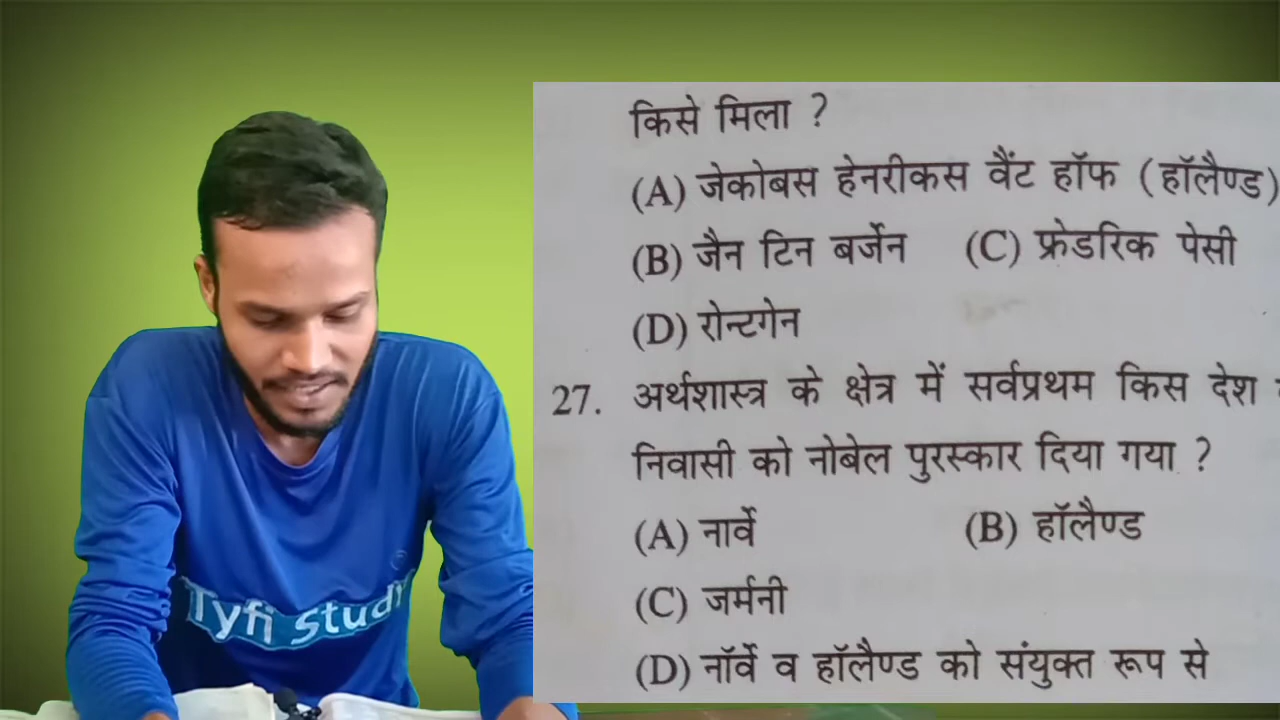 किसे मिला ?
(A) जेकोबस हेनरीकस वैंट हॉफ (हॉलैण्ड)
(B) जैन टिन बर्जेन (C) फ्रेडरिक पेसी
(D) रोन्टगेन
27. अर्थशास्त्र के क्षेत्र में सर्वप्रथम किस देश
निवासी को नोबेल पुरस्कार दिया गया ?
(A) नार्वे (B) हॉलैण्ड
(C) जर्मनी
(D) नॉर्वे व हॉलैण्ड को संयुक्त रूप से
Tyfi Study